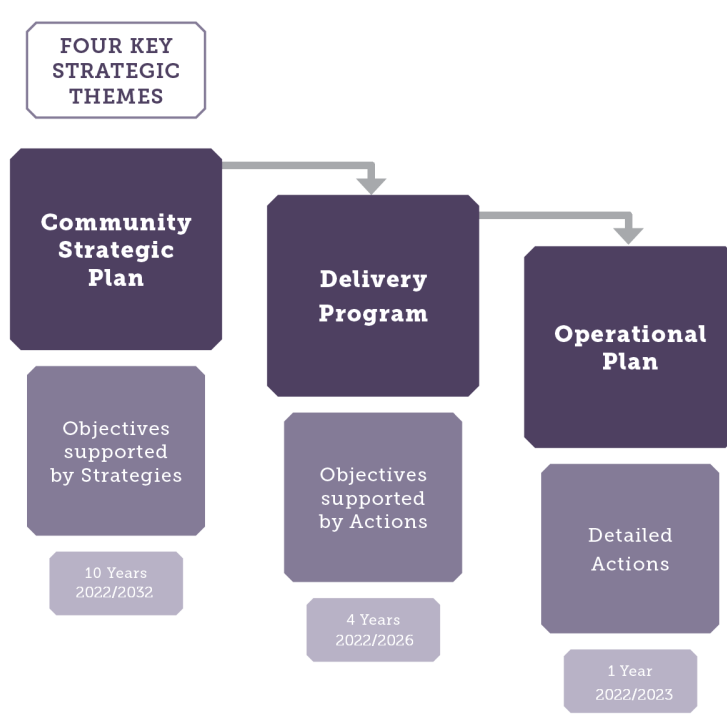 FOUR KEY
STRATEGIC
THEMES
Community
Strategic
Plan
Objectives
supported
by Strategies
10 Years
2022/2032
Delivery
Program
Objectives
supported
by Actions
4 Years
2022/2026
Operational
Plan
Detailed
Actions
1 Year
2022/2023